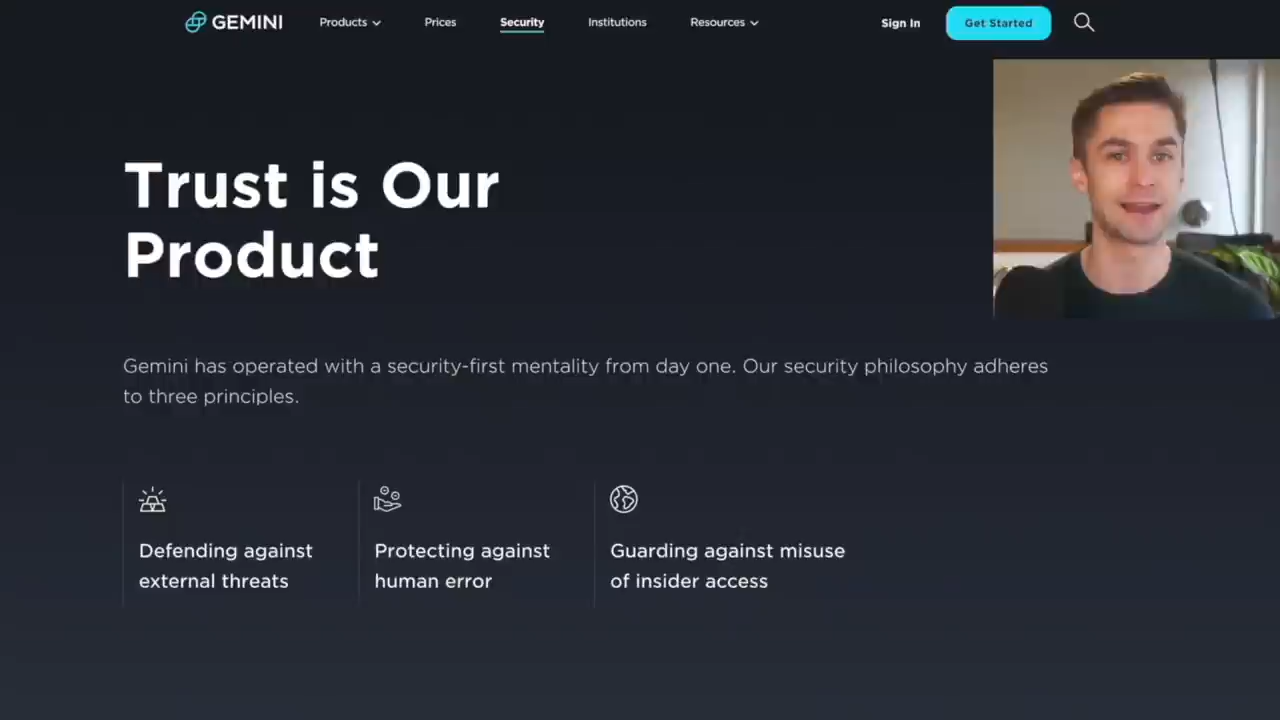 GEMINI Products Prices Security Institutions Resources Sign In Get Started
Trust is Our
Product
Gemini has operated with a security-first mentality from day one. Our security philosophy adheres
to three principles.
Defending against
external threats
Protecting against
human error
Guarding against misuse
of insider access